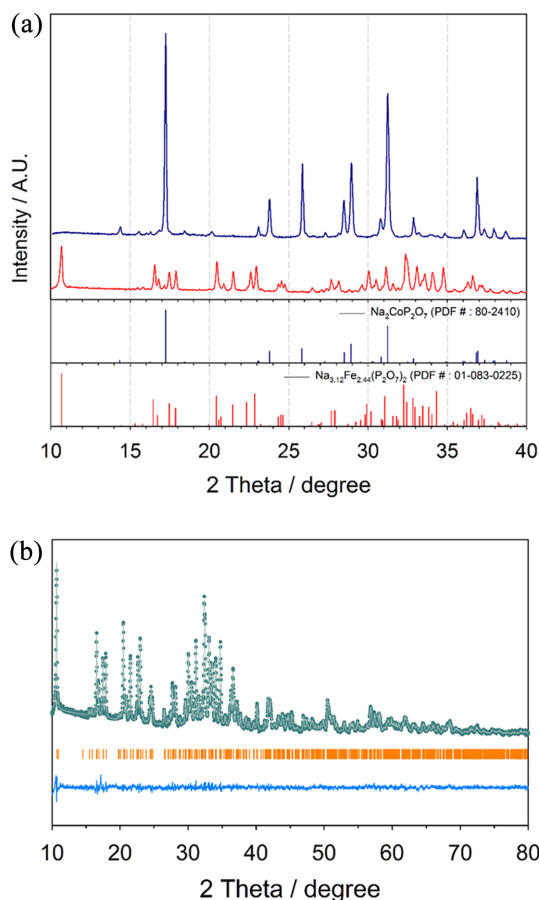 (a)
Intensity / A.U.
Na₂CoP₂O₇ (PDF # : 80-2410)
Na₃.₁₂Fe₂.₄₄(P₂O₇)₂ (PDF # : 01-083-0225)
10 15 20 25 30 35 40
2 Theta / degree
(b)
10 20 30 40 50 60 70 80
2 Theta / degree